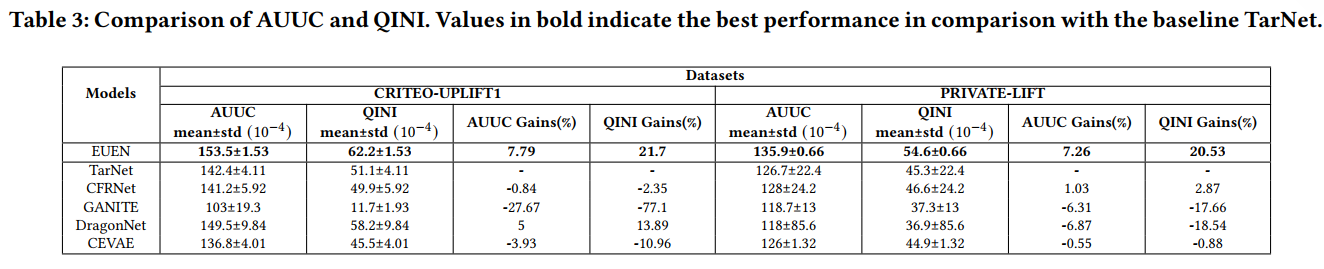 Table 3: Comparison of AUUC and QINI. Values in bold indicate the best performance in comparison with the baseline TarNet.
Models Datasets
CRITEO-UPLIFT1 PRIVATE-LIFT
AUUC mean±std (10⁻⁴) QINI mean±std (10⁻⁴) AUUC Gains(%) QINI Gains(%) AUUC mean±std (10⁻⁴) QINI mean±std (10⁻⁴) AUUC Gains(%) QINI Gains(%)
EUEN 153.5±1.53 62.2±1.53 7.79 21.7 135.9±0.66 54.6±0.66 7.26 20.53
TarNet 142.4±4.11 51.1±4.11 - - 126.7±22.4 45.3±22.4 - -
CFRNet 141.2±5.92 49.9±5.92 -0.84 -2.35 128±24.2 46.6±24.2 1.03 2.87
GANITE 103±19.3 11.7±1.93 -27.67 -77.1 118.7±13 37.3±13 -6.31 -17.66
DragonNet 149.5±9.84 58.2±9.84 5 13.89 118±85.6 36.9±85.6 -6.87 -18.54
CEVAE 136.8±4.01 45.5±4.01 -3.93 -10.96 126±1.32 44.9±1.32 -0.55 -0.88